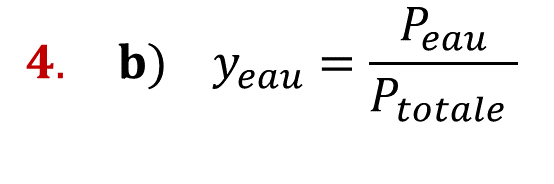 4. b) y_eau = P_eau / P_totale